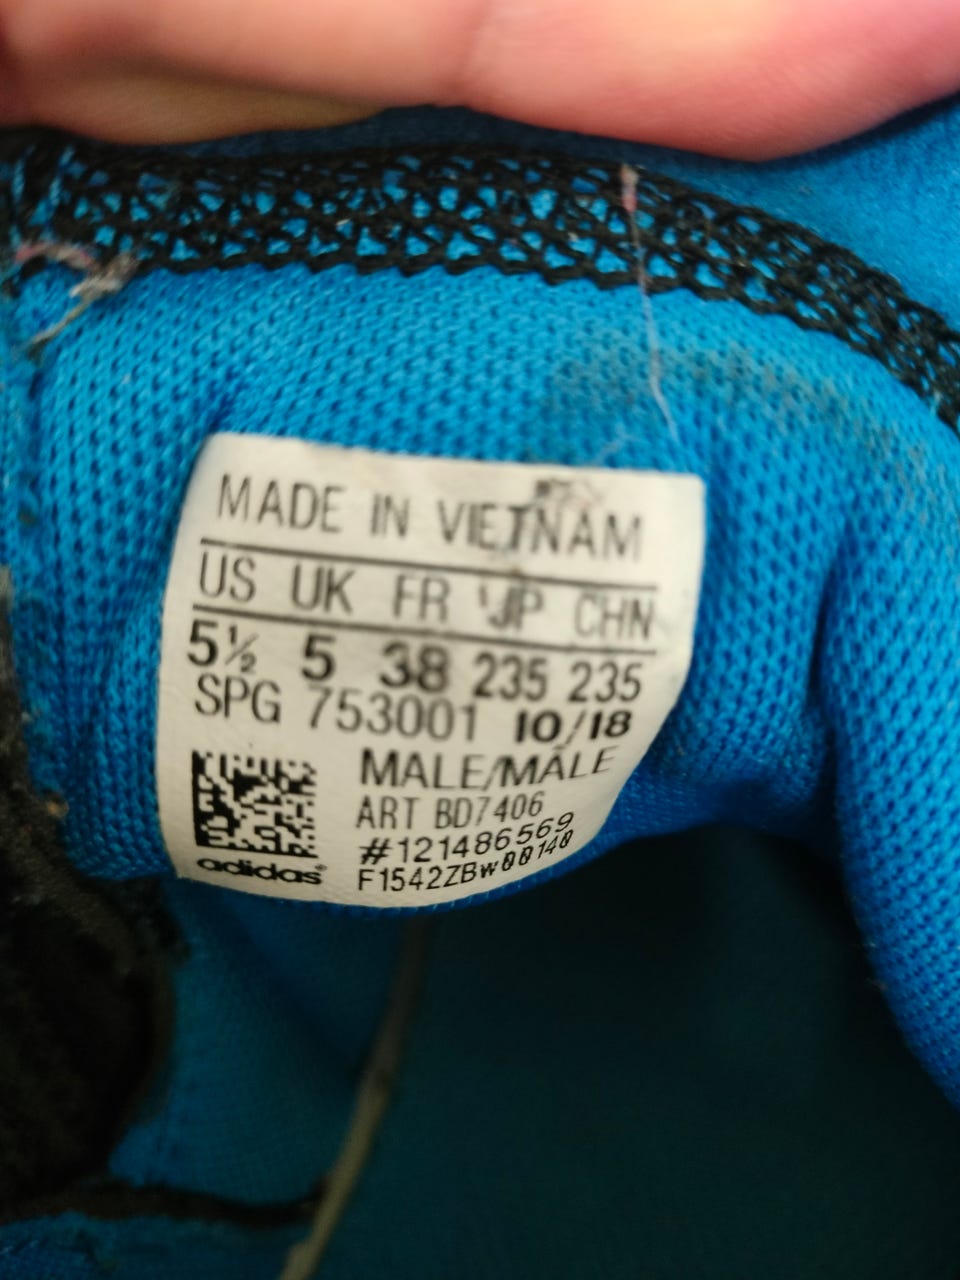 MADE IN VIETNAM
US UK FR JP CHN
5½ 5 38 235 235
SPG 753001 10/18
MALE/MÂLE
ART BD7406
#121486569
F1542ZBW00140
adidas